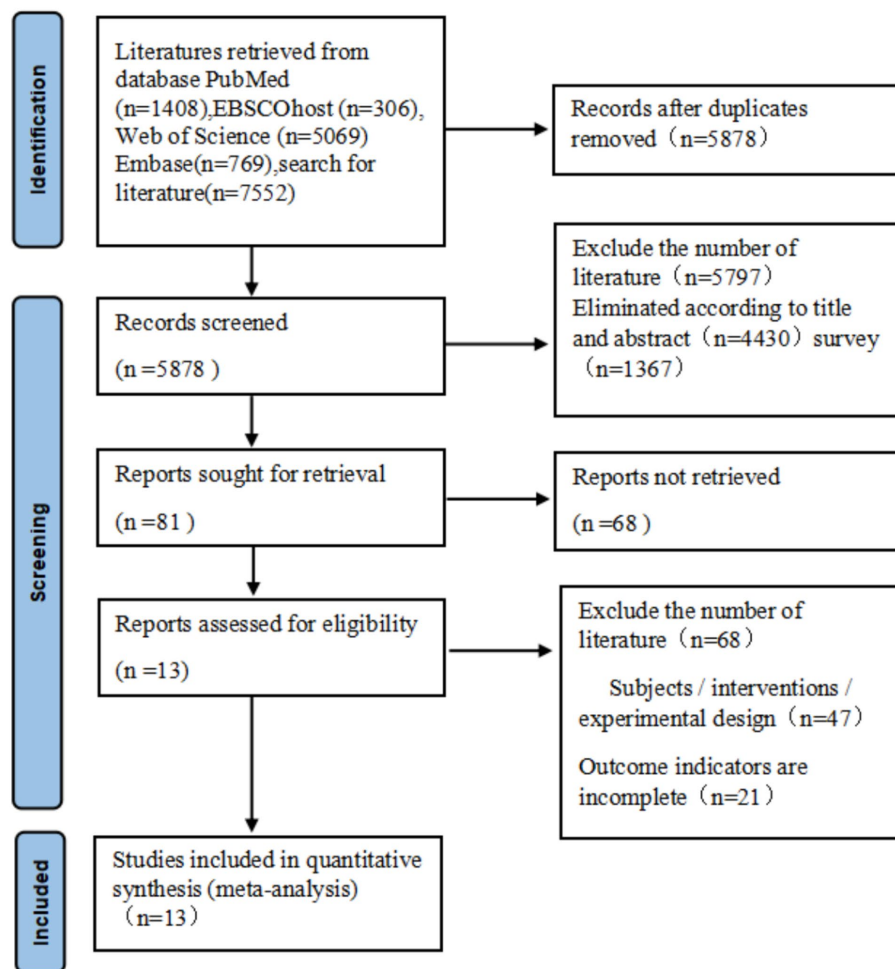 Identification
Literatures retrieved from
database PubMed
(n=1408),EBSCOhost (n=306),
Web of Science (n=5069)
Embase(n=769),search for
literature(n=7552)
Records after duplicates
removed（n=5878）
Screening
Records screened
(n =5878 )
Exclude the number of
literature（n=5797）
Eliminated according to title
and abstract（n=4430）survey
（n=1367）
Reports sought for retrieval
(n =81 )
Reports not retrieved
(n =68 )
Reports assessed for eligibility
(n =13)
Exclude the number of
literature（n=68）
Subjects / interventions /
experimental design（n=47）
Outcome indicators are
incomplete（n=21）
Included
Studies included in quantitative
synthesis (meta-analysis)
（n=13）